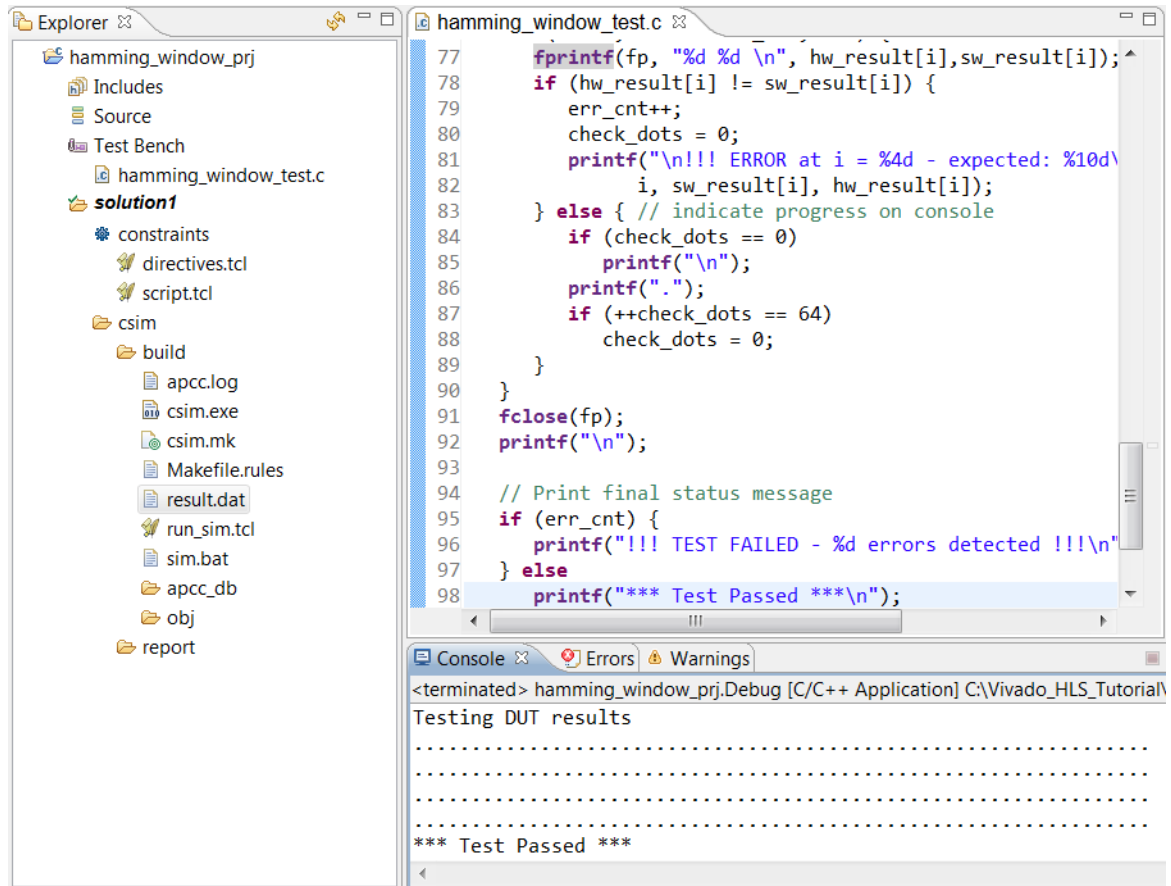 Explorer
hamming_window_prj
Includes
Source
Test Bench
hamming_window_test.c
solution1
constraints
directives.tcl
script.tcl
csim
build
apcc.log
csim.exe
csim.mk
Makefile.rules
result.dat
run_sim.tcl
sim.bat
apcc_db
obj
report
hamming_window_test.c
77 fprintf(fp, "%d %d \n", hw_result[i],sw_result[i]);
78 if (hw_result[i] != sw_result[i]) {
79 err_cnt++;
80 check_dots = 0;
81 printf("\n!!! ERROR at i = %4d - expected: %10d\
82 i, sw_result[i], hw_result[i]);
83 } else { // indicate progress on console
84 if (check_dots == 0)
85 printf("\n");
86 printf(".");
87 if (++check_dots == 64)
88 check_dots = 0;
89 }
90 }
91 fclose(fp);
92 printf("\n");
93
94 // Print final status message
95 if (err_cnt) {
96 printf("!!! TEST FAILED - %d errors detected !!!\n"
97 } else
98 printf("*** Test Passed ***\n");
Console Errors Warnings
<terminated> hamming_window_prj.Debug [C/C++ Application] C:\Vivado_HLS_Tutorial\
Testing DUT results
................................................................
................................................................
................................................................
................................................................
*** Test Passed ***